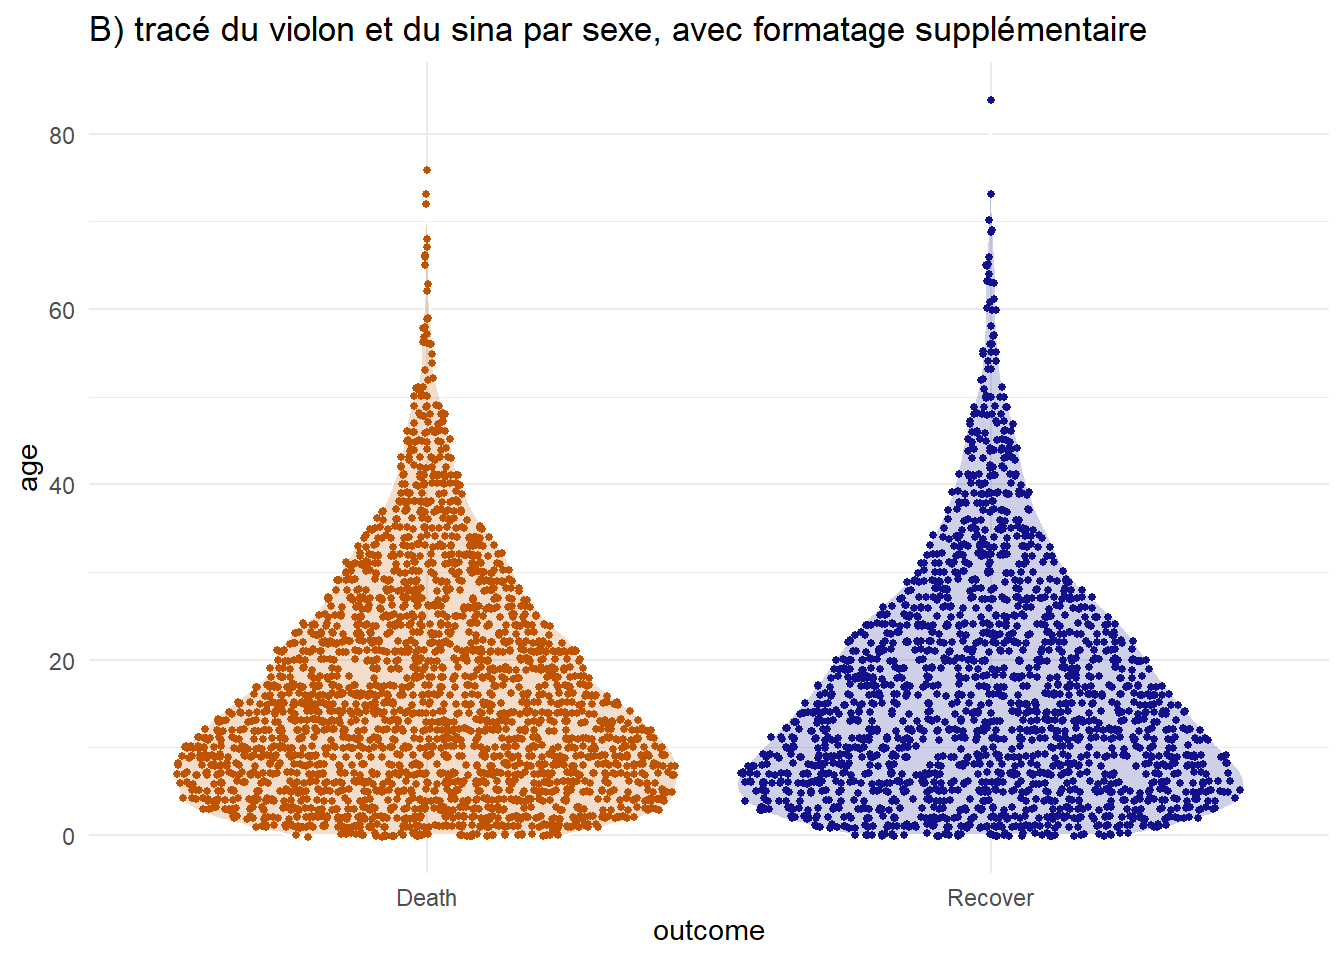 B) tracé du violon et du sina par sexe, avec formatage supplémentaire
80
60
40
20
0
age
Death
Recover
outcome